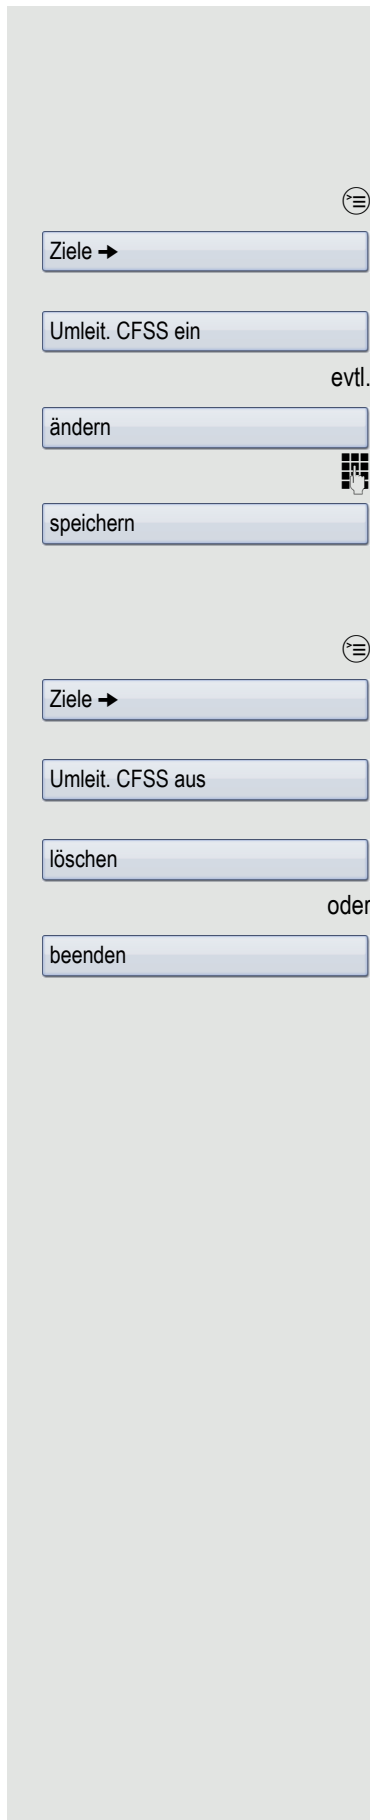 Ziele →
Umleit. CFSS ein
evtl.
ändern
speichern
Ziele →
Umleit. CFSS aus
löschen
oder
beenden